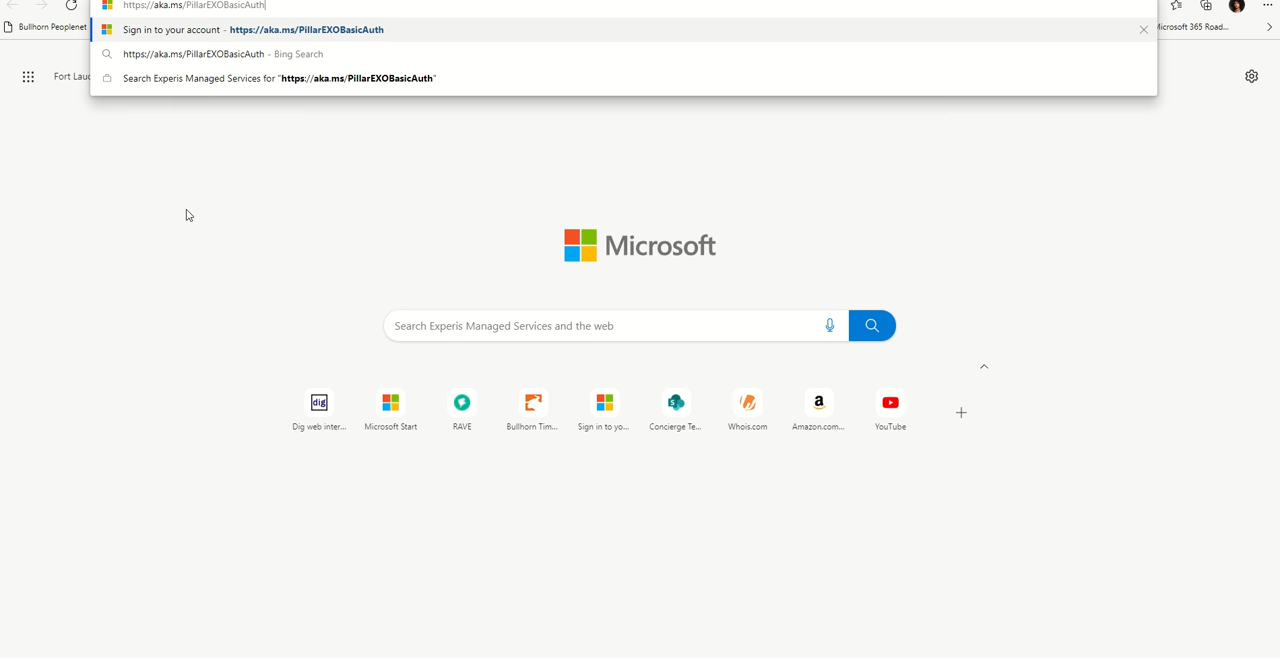 https://aka.ms/PillarEXOBasicAuth
Sign in to your account - https://aka.ms/PillarEXOBasicAuth
https://aka.ms/PillarEXOBasicAuth - Bing Search
Search Experis Managed Services for "https://aka.ms/PillarEXOBasicAuth"
Bullhorn Peoplenet
Microsoft 365 Road...
Fort Laud
Microsoft
Search Experis Managed Services and the web
dig
Dig web inter...
Microsoft Start
RAVE
Bullhorn Tim...
Sign in to yo...
S
Concierge Te...
Whois.com
a
Amazon.com...
YouTube